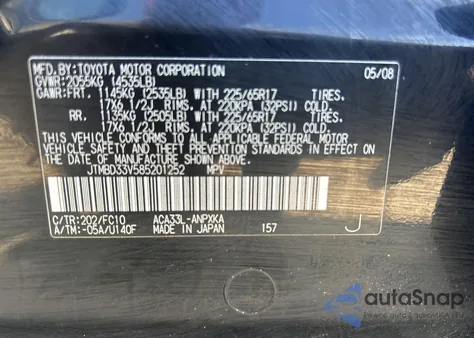 MFD.BY:TOYOTA MOTOR CORPORATION 05/08
GVWR:2055KG (4535LB)
GAWR:FRT. 1145KG (2535LB) WITH 225/65R17 TIRES.
17X6 1/2J RIMS. AT 220KPA (32PSI) COLD.
RR. 1135KG (2505LB) WITH 225/65R17 TIRES.
17X6 1/2J RIMS. AT 220KPA (32PSI) COLD.
THIS VEHICLE CONFORMS TO ALL APPLICABLE FEDERAL MOTOR
VEHICLE SAFETY AND THEFT PREVENTION STANDARDS IN EFFECT
ON THE DATE OF MANUFACTURE SHOWN ABOVE.
JTMBD33V585201252 MPV
C/TR:202/FC10 ACA33L-ANPXKA
A/TM:-05A/U140F MADE IN JAPAN 157 J
autoSnap